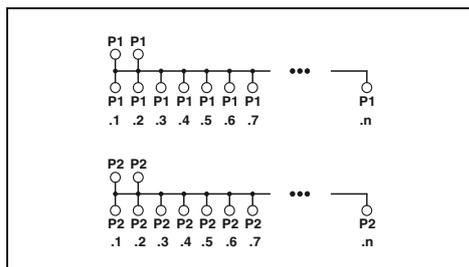 P1 P1
•••
P1 P1 P1 P1 P1 P1 P1 P1
.1 .2 .3 .4 .5 .6 .7 .n
P2 P2
•••
P2 P2 P2 P2 P2 P2 P2 P2
.1 .2 .3 .4 .5 .6 .7 .n